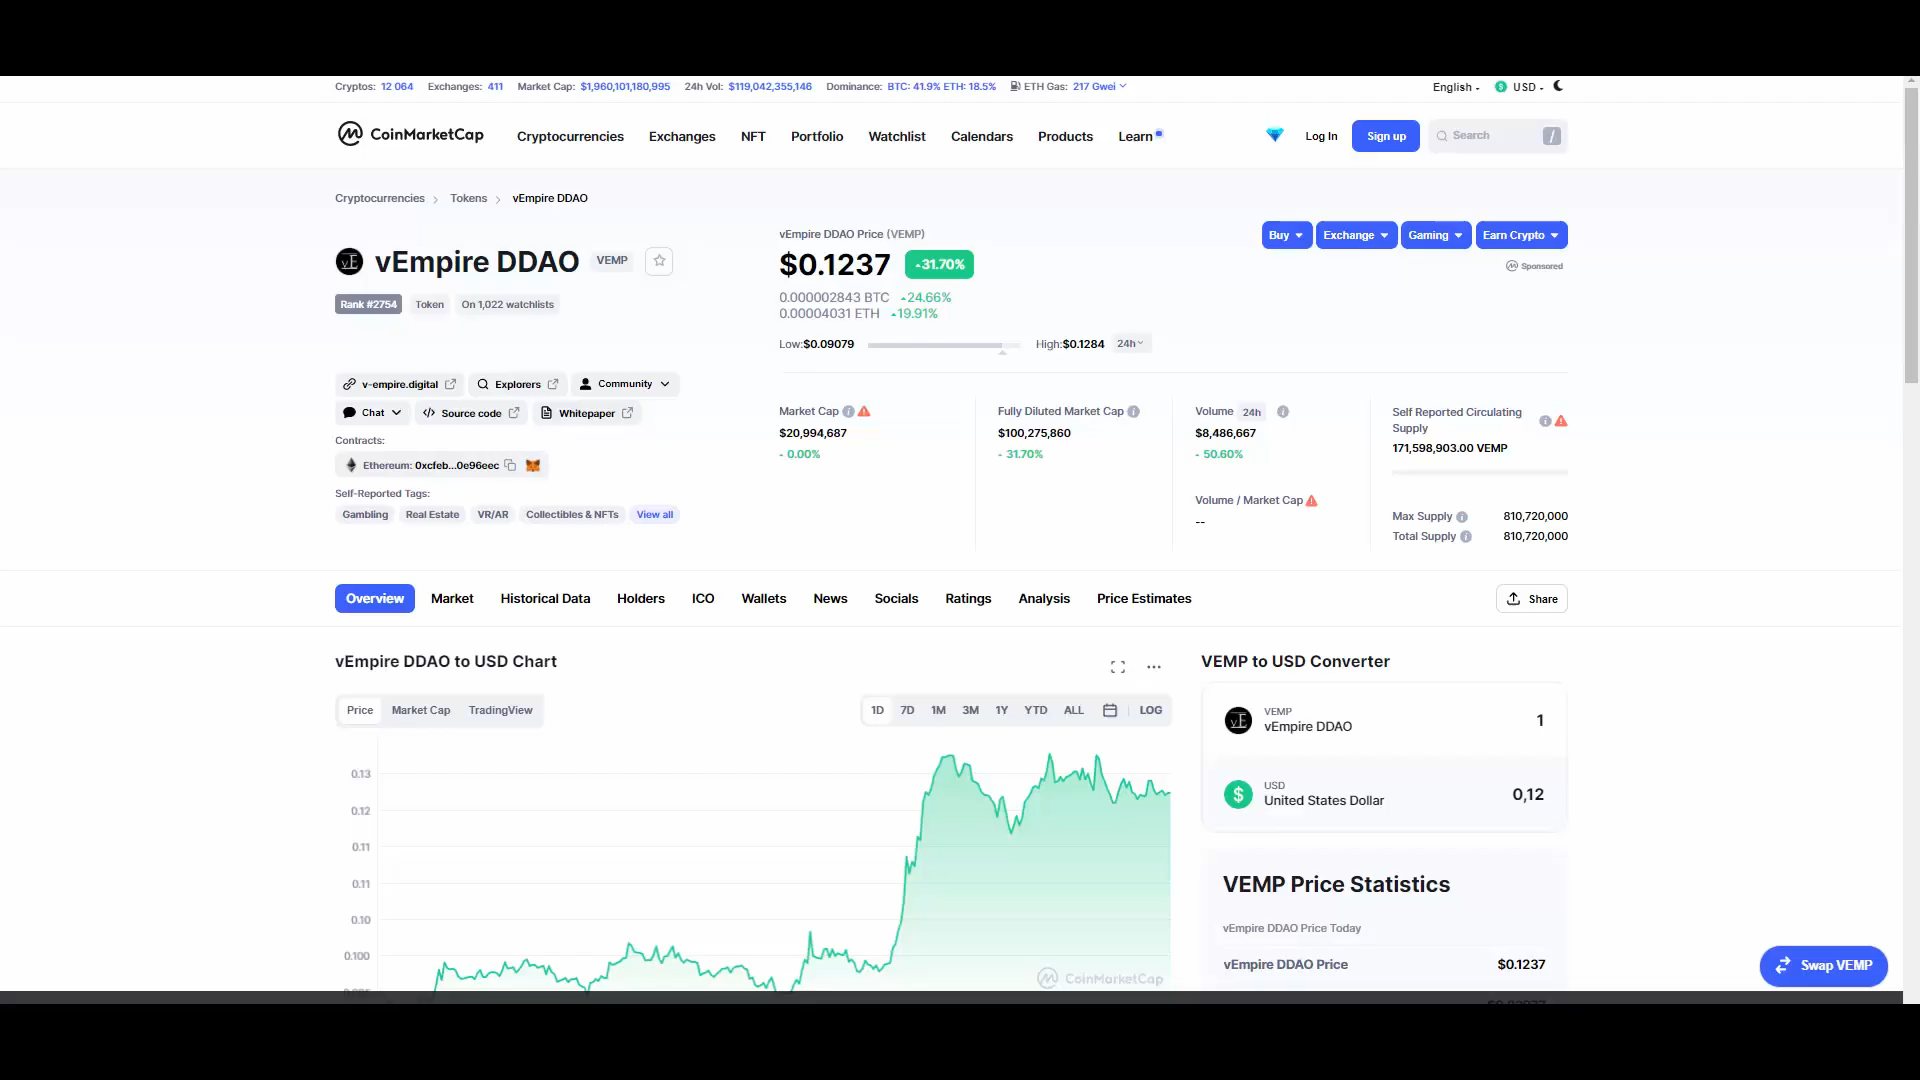 Cryptos: 12 064 Exchanges: 411 Market Cap: $1,960,101,180,995 24h Vol: $119,042,355,146 Dominance: BTC: 41.9% ETH: 18.5% ETH Gas: 217 Gwei English USD
CoinMarketCap Cryptocurrencies Exchanges NFT Portfolio Watchlist Calendars Products Learn Log In Sign up Search /
Cryptocurrencies Tokens vEmpire DDAO
vEmpire DDAO Price (VEMP)
Buy Exchange Gaming Earn Crypto
vE vEmpire DDAO VEMP
$0.1237 31.70%
Sponsored
0.000002843 BTC 24.66%
Rank #2754 Token On 1,022 watchlists
0.00004031 ETH 19.91%
Low:$0.09079 High:$0.1284 24h
v-empire.digital Explorers Community
Chat Source code Whitepaper
Contracts:
Ethereum: 0xcfeb...0e96eec
Self-Reported Tags:
Gambling Real Estate VR/AR Collectibles & NFTs View all
Market Cap
$20,994,687
- 0.00%
Fully Diluted Market Cap
$100,275,860
- 31.70%
Volume 24h
$8,486,667
- 50.60%
Volume / Market Cap
--
Self Reported Circulating
Supply
171,598,903.00 VEMP
Max Supply 810,720,000
Total Supply 810,720,000
Overview Market Historical Data Holders ICO Wallets News Socials Ratings Analysis Price Estimates Share
vEmpire DDAO to USD Chart
Price Market Cap TradingView 1D 7D 1M 3M 1Y YTD ALL LOG
0.13
0.12
0.11
0.11
0.10
0.100
CoinMarketCap
VEMP to USD Converter
vE VEMP
vEmpire DDAO 1
$ USD
United States Dollar 0,12
VEMP Price Statistics
vEmpire DDAO Price Today
vEmpire DDAO Price $0.1237
Swap VEMP